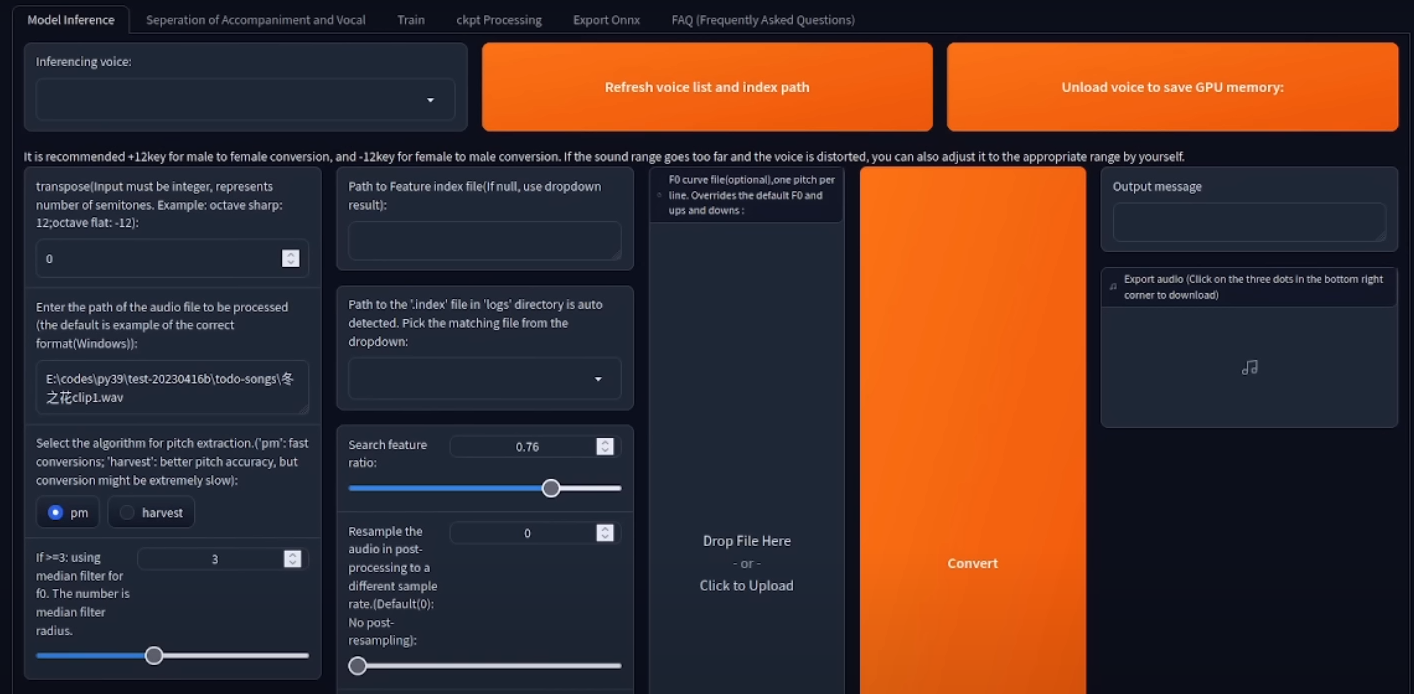 Model Inference
Seperation of Accompaniment and Vocal
Train
ckpt Processing
Export Onnx
FAQ (Frequently Asked Questions)
Inferencing voice:
Refresh voice list and index path
Unload voice to save GPU memory:
It is recommended +12key for male to female conversion, and -12key for female to male conversion. If the sound range goes too far and the voice is distorted, you can also adjust it to the appropriate range by yourself.
transpose(Input must be integer, represents
number of semitones. Example: octave sharp:
12;octave flat: -12):
0
Enter the path of the audio file to be processed
(the default is example of the correct
format(Windows)):
E:\codes\py39\test-20230416b\todo-songs\冬
之花clip1.wav
Select the algorithm for pitch extraction.('pm': fast
conversions; 'harvest': better pitch accuracy, but
conversion might be extremely slow):
pm
harvest
If >=3: using
median filter for
f0. The number is
median filter
radius.
3
Path to Feature index file(If null, use dropdown
result):
Path to the '.index' file in 'logs' directory is auto
detected. Pick the matching file from the
dropdown:
Search feature
ratio:
0.76
Resample the
audio in post-
processing to a
different sample
rate.(Default(0):
No post-
resampling):
0
F0 curve file(optional),one pitch per
line. Overrides the default F0 and
ups and downs :
Drop File Here
- or -
Click to Upload
Convert
Output message
Export audio (Click on the three dots in the bottom right
corner to download)